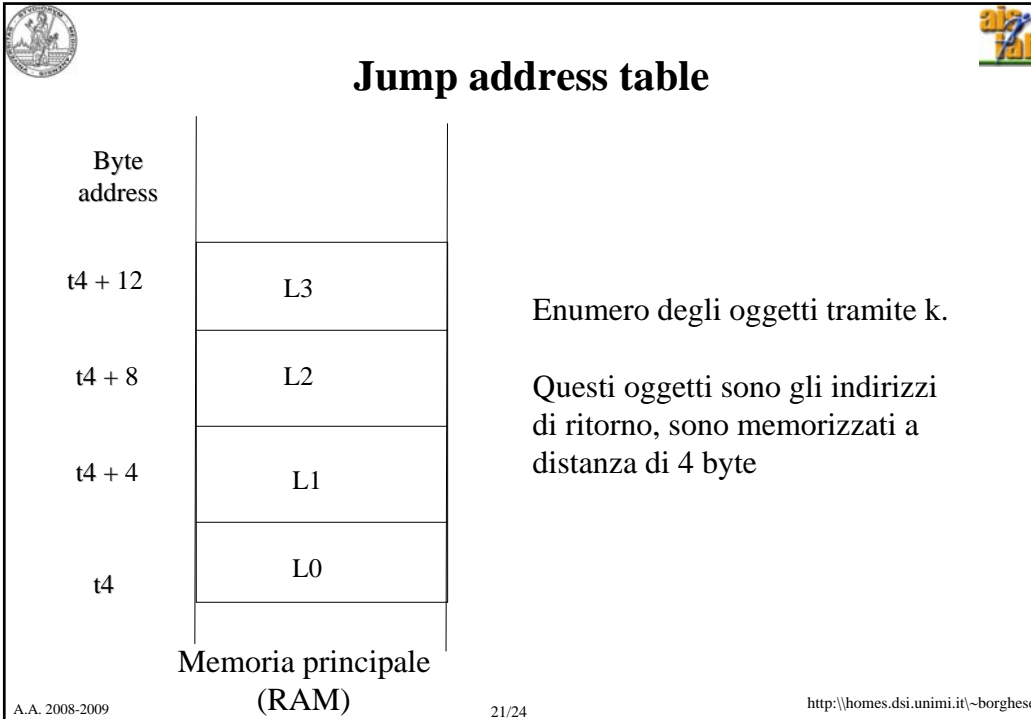 Jump address table
Byte
address
t4 + 12
L3
t4 + 8
L2
t4 + 4
L1
t4
L0
Enumero degli oggetti tramite k.
Questi oggetti sono gli indirizzi
di ritorno, sono memorizzati a
distanza di 4 byte
Memoria principale
(RAM)
A.A. 2008-2009
21/24
http:\\homes.dsi.unimi.it\~borghese